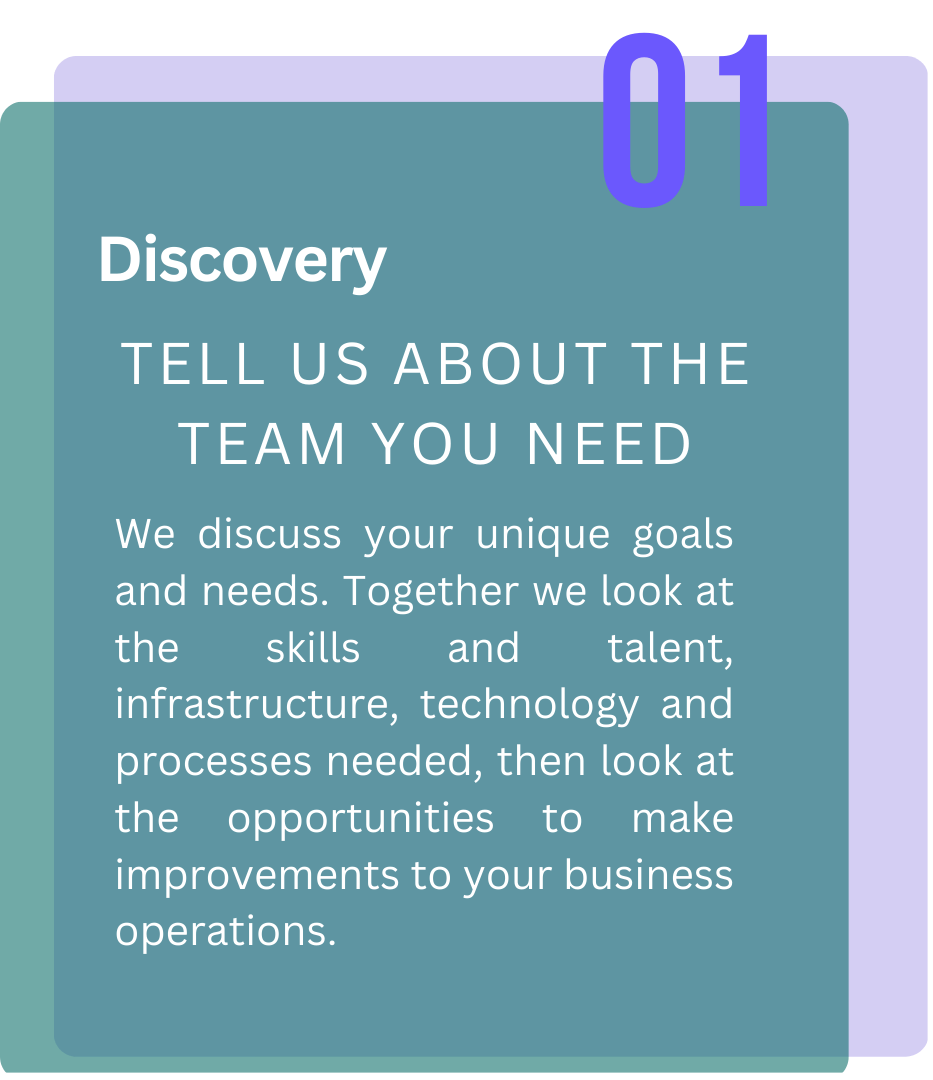 01
Discovery
TELL US ABOUT THE
TEAM YOU NEED
We discuss your unique goals
and needs. Together we look at
the skills and talent,
infrastructure, technology and
processes needed, then look at
the opportunities to make
improvements to your business
operations.